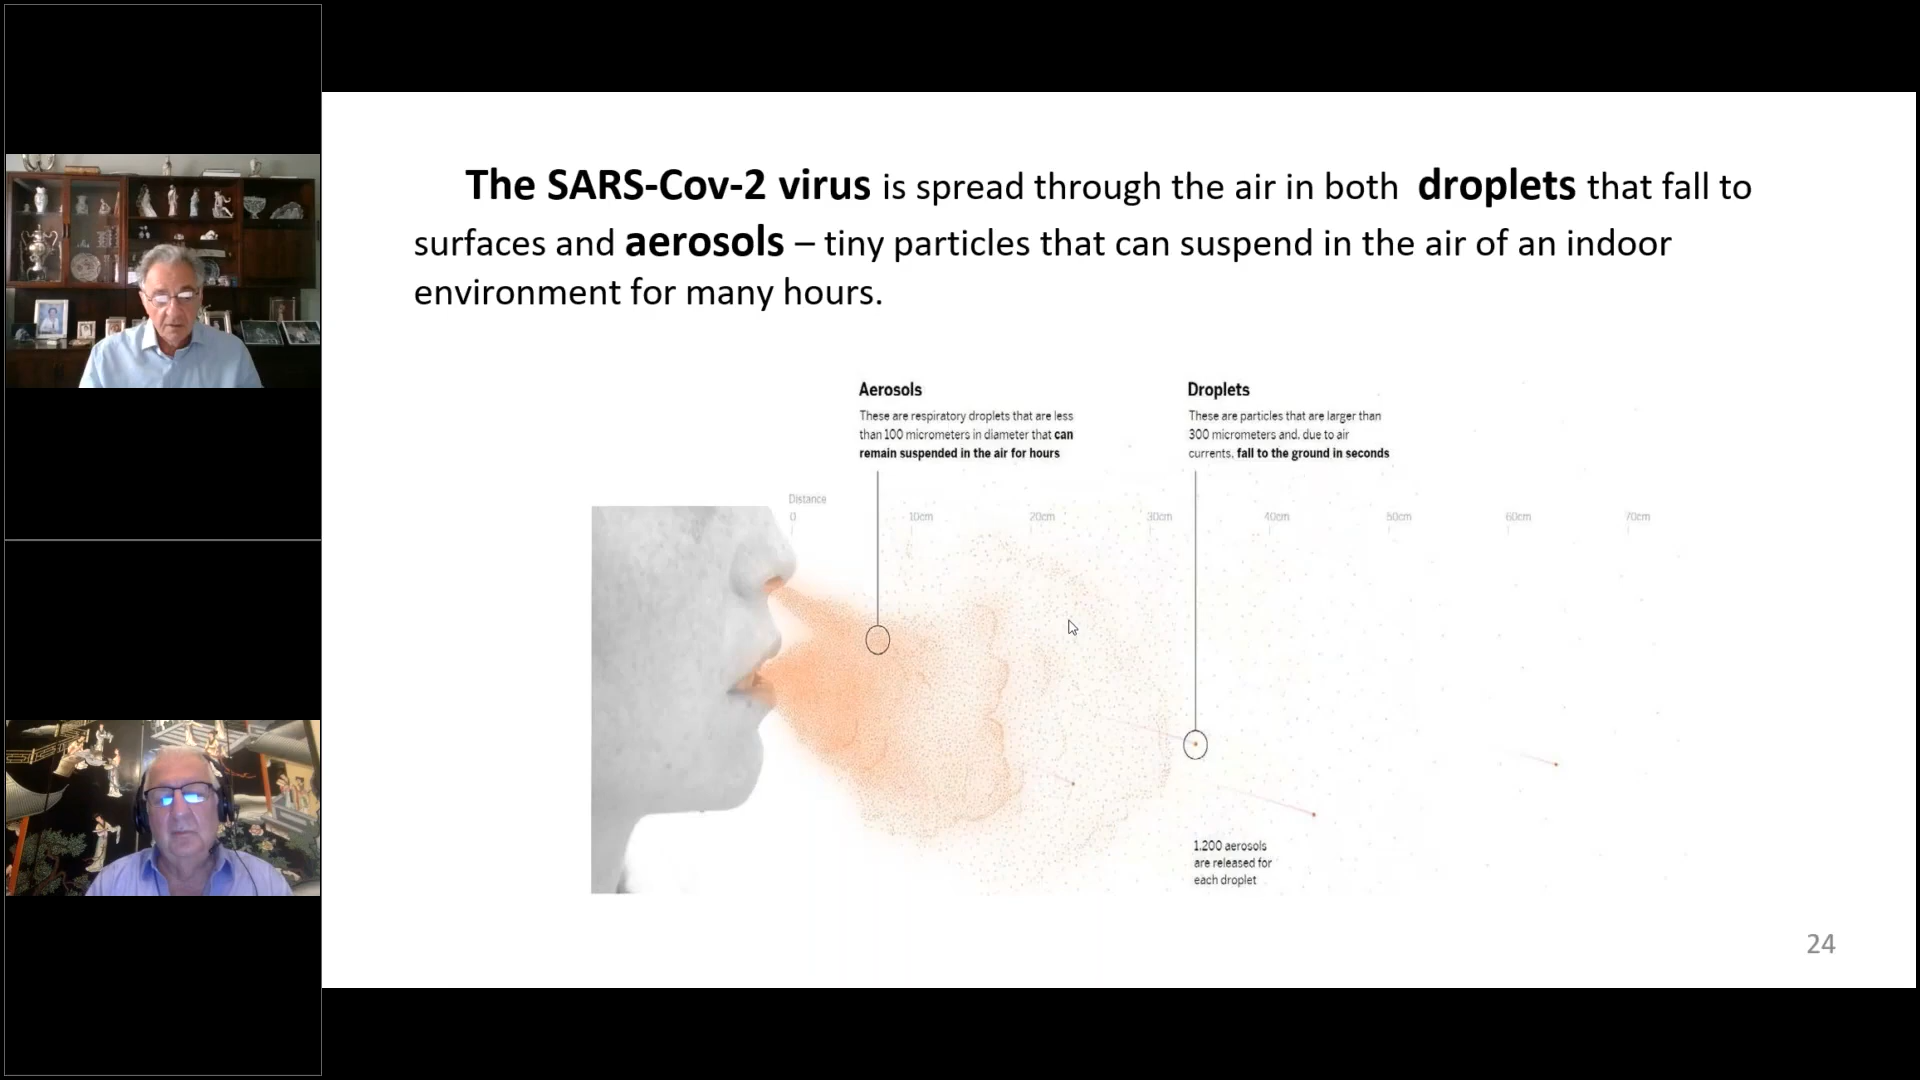 The SARS-Cov-2 virus is spread through the air in both droplets that fall to
surfaces and aerosols – tiny particles that can suspend in the air of an indoor
environment for many hours.
Aerosols
These are respiratory droplets that are less
than 100 micrometers in diameter that can
remain suspended in the air for hours
Droplets
These are particles that are larger than
300 micrometers and, due to air
currents, fall to the ground in seconds
Distance
0 10cm 20cm 30cm 40cm 50cm 60cm 70cm
1.200 aerosols
are released for
each droplet
24